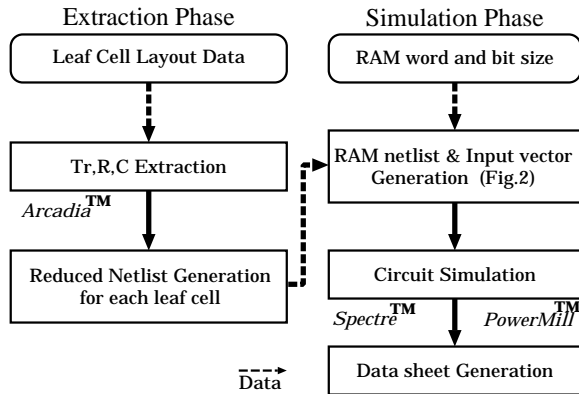 Extraction Phase
Leaf Cell Layout Data
Tr,R,C Extraction
Arcadia™
Reduced Netlist Generation
for each leaf cell
Simulation Phase
RAM word and bit size
RAM netlist & Input vector
Generation (Fig.2)
Circuit Simulation
Spectre™ PowerMill™
Data sheet Generation
Data